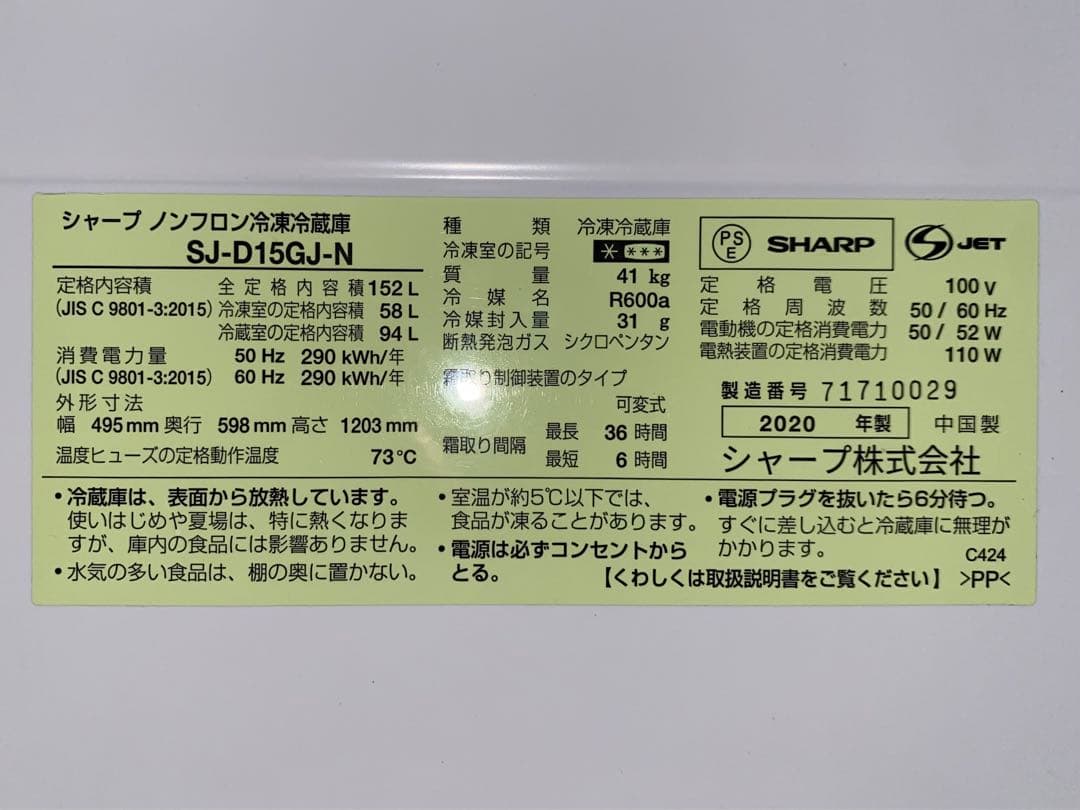 シャープ ノンフロン冷凍冷蔵庫
SJ-D15GJ-N
定格内容積 全定格内容積 152 L
(JIS C 9801-3:2015) 冷凍室の定格内容積 58 L
冷蔵室の定格内容積 94 L
消費電力量 50 Hz 290 kWh/年
(JIS C 9801-3:2015) 60 Hz 290 kWh/年
外形寸法
幅 495 mm 奥行 598 mm 高さ 1203 mm
温度ヒューズの定格動作温度 73℃
種類 冷凍冷蔵庫
冷凍室の記号 * ***
質量 41 kg
冷媒名 R600a
冷媒封入量 31 g
断熱発泡ガス シクロペンタン
霜取り制御装置のタイプ
可変式
霜取り間隔 最長 36 時間
最短 6 時間
PSE SHARP S JET
定格電圧 100 V
定格周波数 50 / 60 Hz
電動機の定格消費電力 50 / 52 W
電熱装置の定格消費電力 110 W
製造番号 71710029
2020 年製 中国製
シャープ株式会社
・冷蔵庫は、表面から放熱しています。
使いはじめや夏場は、特に熱くなりま
すが、庫内の食品には影響ありません。
・水気の多い食品は、棚の奥に置かない。
・室温が約5℃以下では、
食品が凍ることがあります。
・電源は必ずコンセントから
とる。
・電源プラグを抜いたら6分待つ。
すぐに差し込むと冷蔵庫に無理が
かかります。
C424
【くわしくは取扱説明書をご覧ください】 >PP<